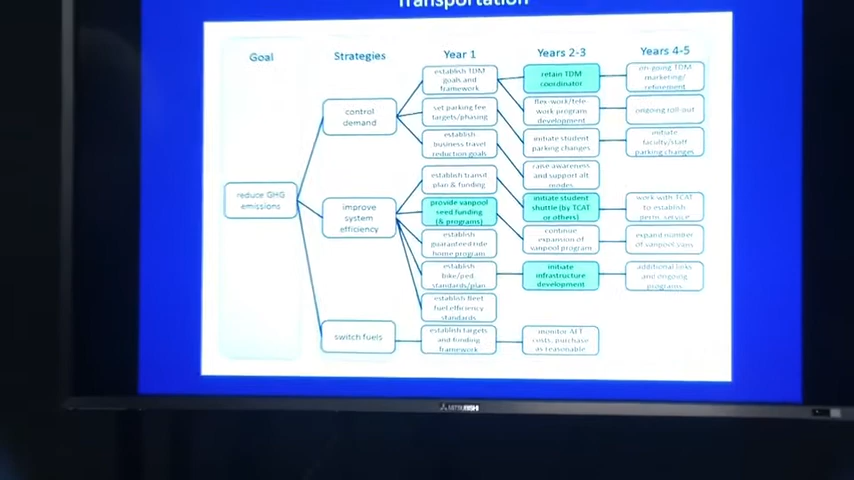 Transportation
Goal
Strategies
Year 1
Years 2-3
Years 4-5
reduce GHG
emissions
control
demand
improve
system
efficiency
switch fuels
establish TDM
goals and
framework
set parking fee
targets/phasing
establish
business travel
reduction goals
establish transit
plan & funding
provide vanpool
seed funding
(& programs)
establish
guaranteed ride
home program
establish
bike/ped
standards/plan
establish fleet
fuel efficiency
standards
establish targets
and funding
framework
retain TDM
coordinator
flex-work/tele-
work program
development
initiate student
parking changes
raise awareness
and support alt
modes
initiate student
shuttle (by TCAT
or others)
continue
expansion of
vanpool program
initiate
infrastructure
development
monitor AFT
costs, purchase
as reasonable
on-going TDM
marketing/
refinement
ongoing roll-out
initiate
faculty/staff
parking changes
work with TCAT
to establish
perm. service
expand number
of vanpool vans
additional links
and ongoing
programs
MITSUBISHI